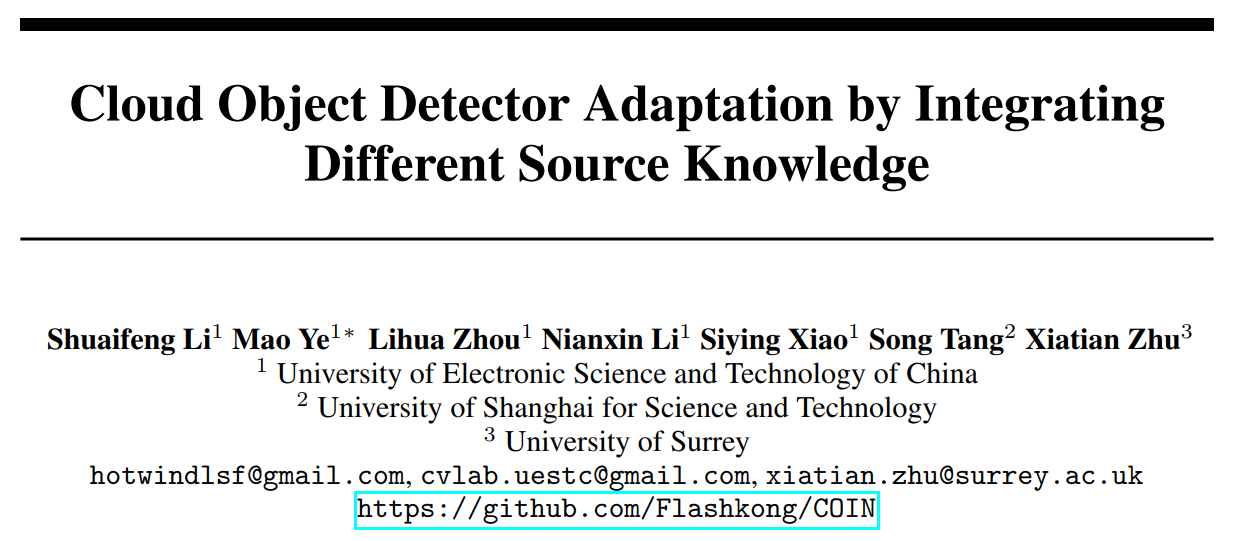 Cloud Object Detector Adaptation by Integrating
Different Source Knowledge
Shuaifeng Li¹ Mao Ye¹* Lihua Zhou¹ Nianxin Li¹ Siying Xiao¹ Song Tang² Xiatian Zhu³
¹ University of Electronic Science and Technology of China
² University of Shanghai for Science and Technology
³ University of Surrey
hotwindlsf@gmail.com, cvlab.uestc@gmail.com, xiatian.zhu@surrey.ac.uk
https://github.com/Flashkong/COIN